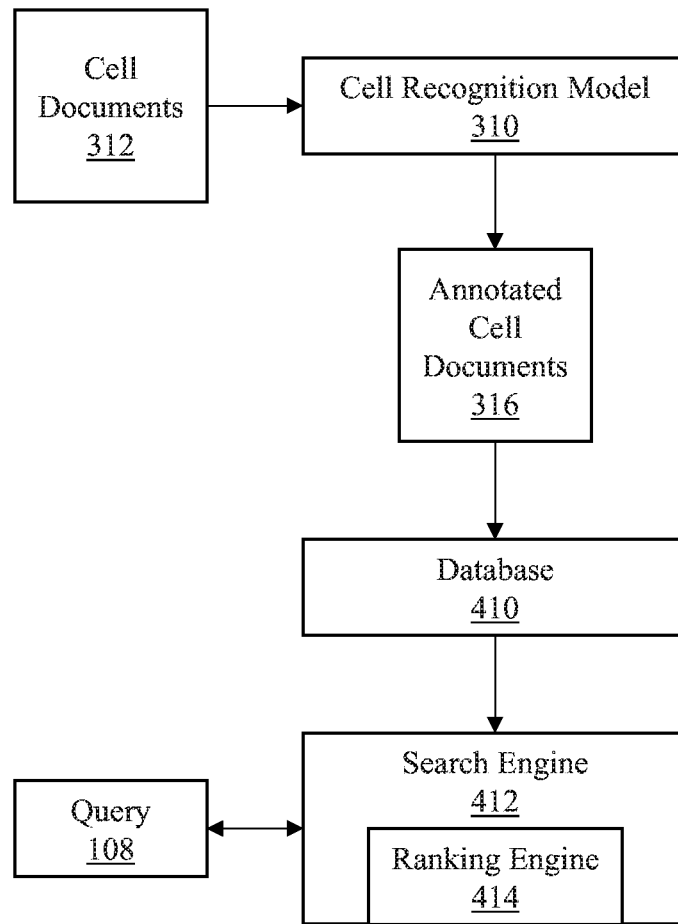 Cell
Documents
312
Cell Recognition Model
310
Annotated
Cell
Documents
316
Database
410
Search Engine
412
Query
108
Ranking Engine
414